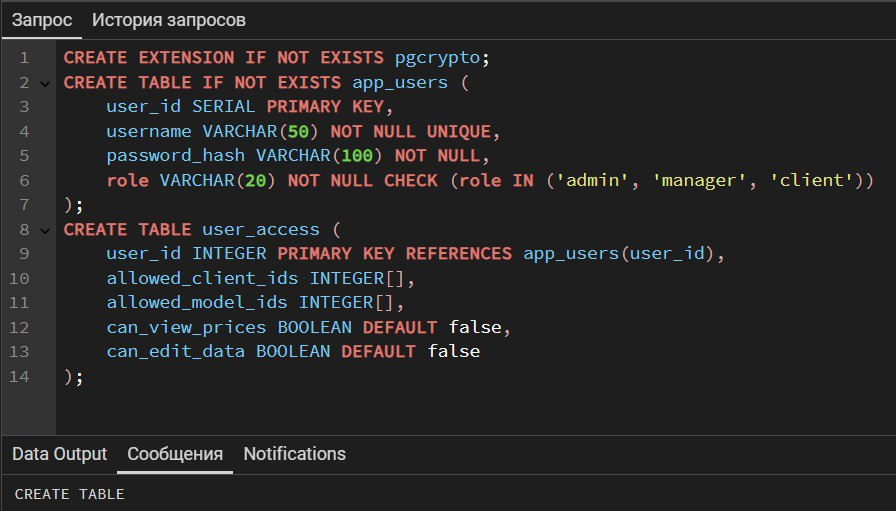 Запрос История запросов
1 CREATE EXTENSION IF NOT EXISTS pgcrypto;
2 CREATE TABLE IF NOT EXISTS app_users (
3 user_id SERIAL PRIMARY KEY,
4 username VARCHAR(50) NOT NULL UNIQUE,
5 password_hash VARCHAR(100) NOT NULL,
6 role VARCHAR(20) NOT NULL CHECK (role IN ('admin', 'manager', 'client'))
7 );
8 CREATE TABLE user_access (
9 user_id INTEGER PRIMARY KEY REFERENCES app_users(user_id),
10 allowed_client_ids INTEGER[],
11 allowed_model_ids INTEGER[],
12 can_view_prices BOOLEAN DEFAULT false,
13 can_edit_data BOOLEAN DEFAULT false
14 );
Data Output Сообщения Notifications
CREATE TABLE